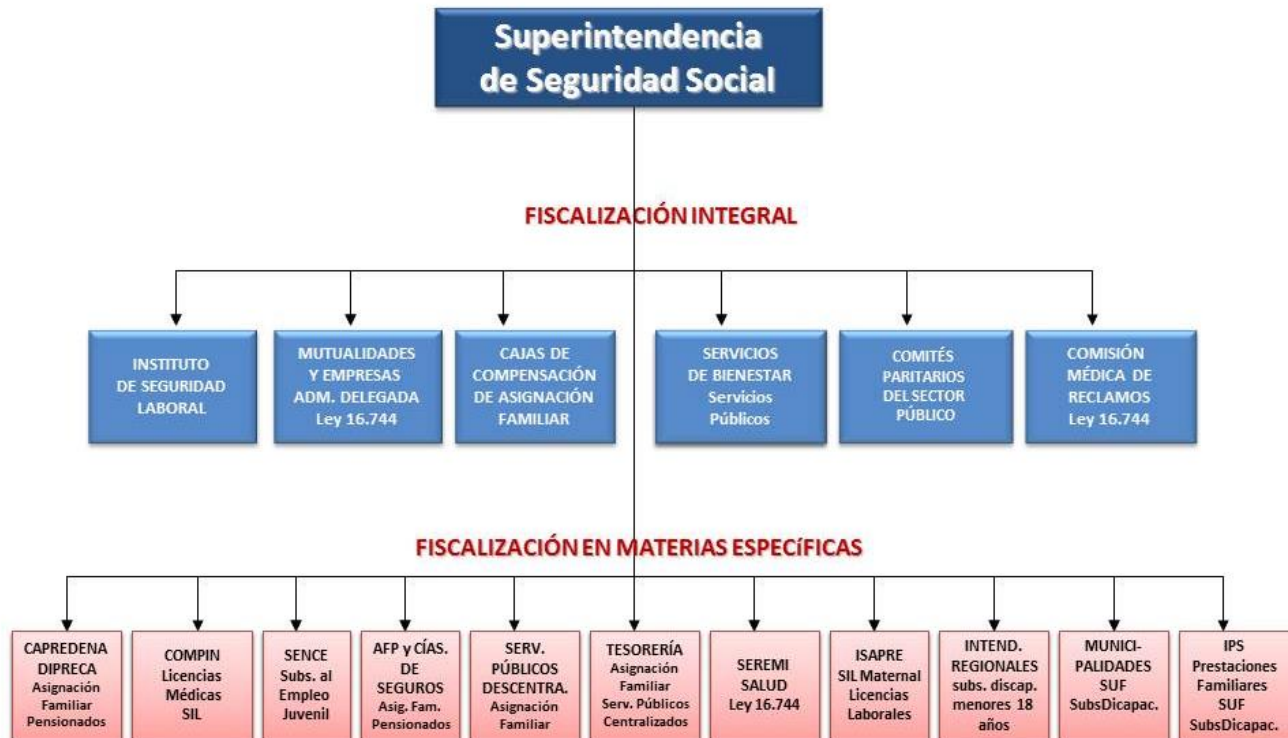 Superintendencia
de Seguridad Social
FISCALIZACIÓN INTEGRAL
INSTITUTO
DE SEGURIDAD
LABORAL
MUTUALIDADES
Y EMPRESAS
ADM. DELEGADA
Ley 16.744
CAJAS DE
COMPENSACIÓN
DE ASIGNACIÓN
FAMILIAR
SERVICIOS
DE BIENESTAR
Servicios
Públicos
COMITÉS
PARITARIOS
DEL SECTOR
PÚBLICO
COMISIÓN
MÉDICA DE
RECLAMOS
Ley 16.744
FISCALIZACIÓN EN MATERIAS ESPECÍFICAS
CAPREDENA
DIPRECA
Asignación
Familiar
Pensionados
COMPIN
Licencias
Médicas
SIL
SENCE
Subs. al
Empleo
Juvenil
AFP y CÍAS.
DE
SEGUROS
Asig. Fam.
Pensionados
SERV.
PÚBLICOS
DESCENTRA.
Asignación
Familiar
TESORERÍA
Asignación
Familiar
Serv. Públicos
Centralizados
SEREMI
SALUD
Ley 16.744
ISAPRE
SIL Maternal
Licencias
Laborales
INTEND.
REGIONALES
subs. discap.
menores 18
años
MUNICI-
PALIDADES
SUF
SubsDicapac.
IPS
Prestaciones
Familiares
SUF
SubsDicapac.